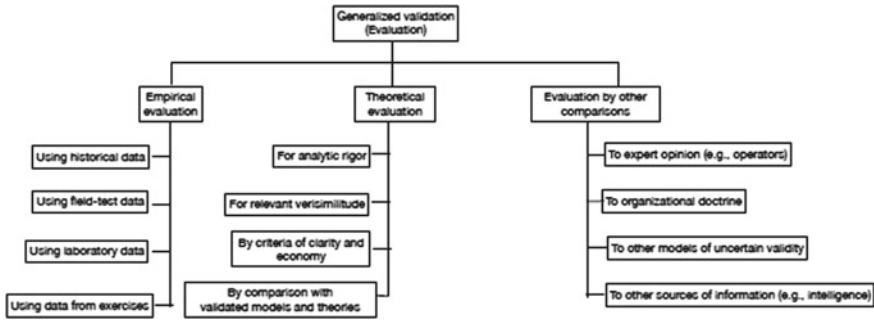 Generalized validation
(Evaluation)
Empirical
evaluation
Theoretical
evaluation
Evaluation by other
comparisons
Using historical data
Using field-test data
Using laboratory data
Using data from exercises
For analytic rigor
For relevant verisimilitude
By criteria of clarity and
economy
By comparison with
validated models and theories
To expert opinion (e.g., operators)
To organizational doctrine
To other models of uncertain validity
To other sources of information (e.g., intelligence)